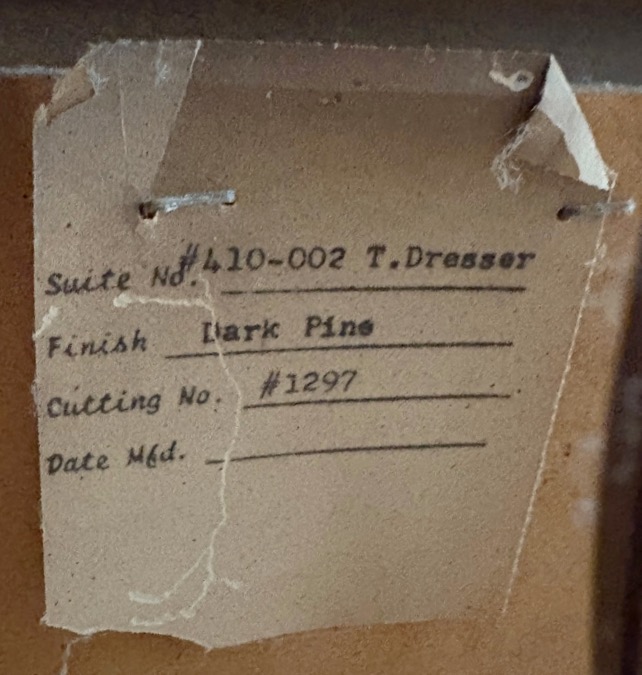 Suite No. #410-002 T.Dresser
Finish Dark Pine
Cutting No. #1297
Date Mfd.